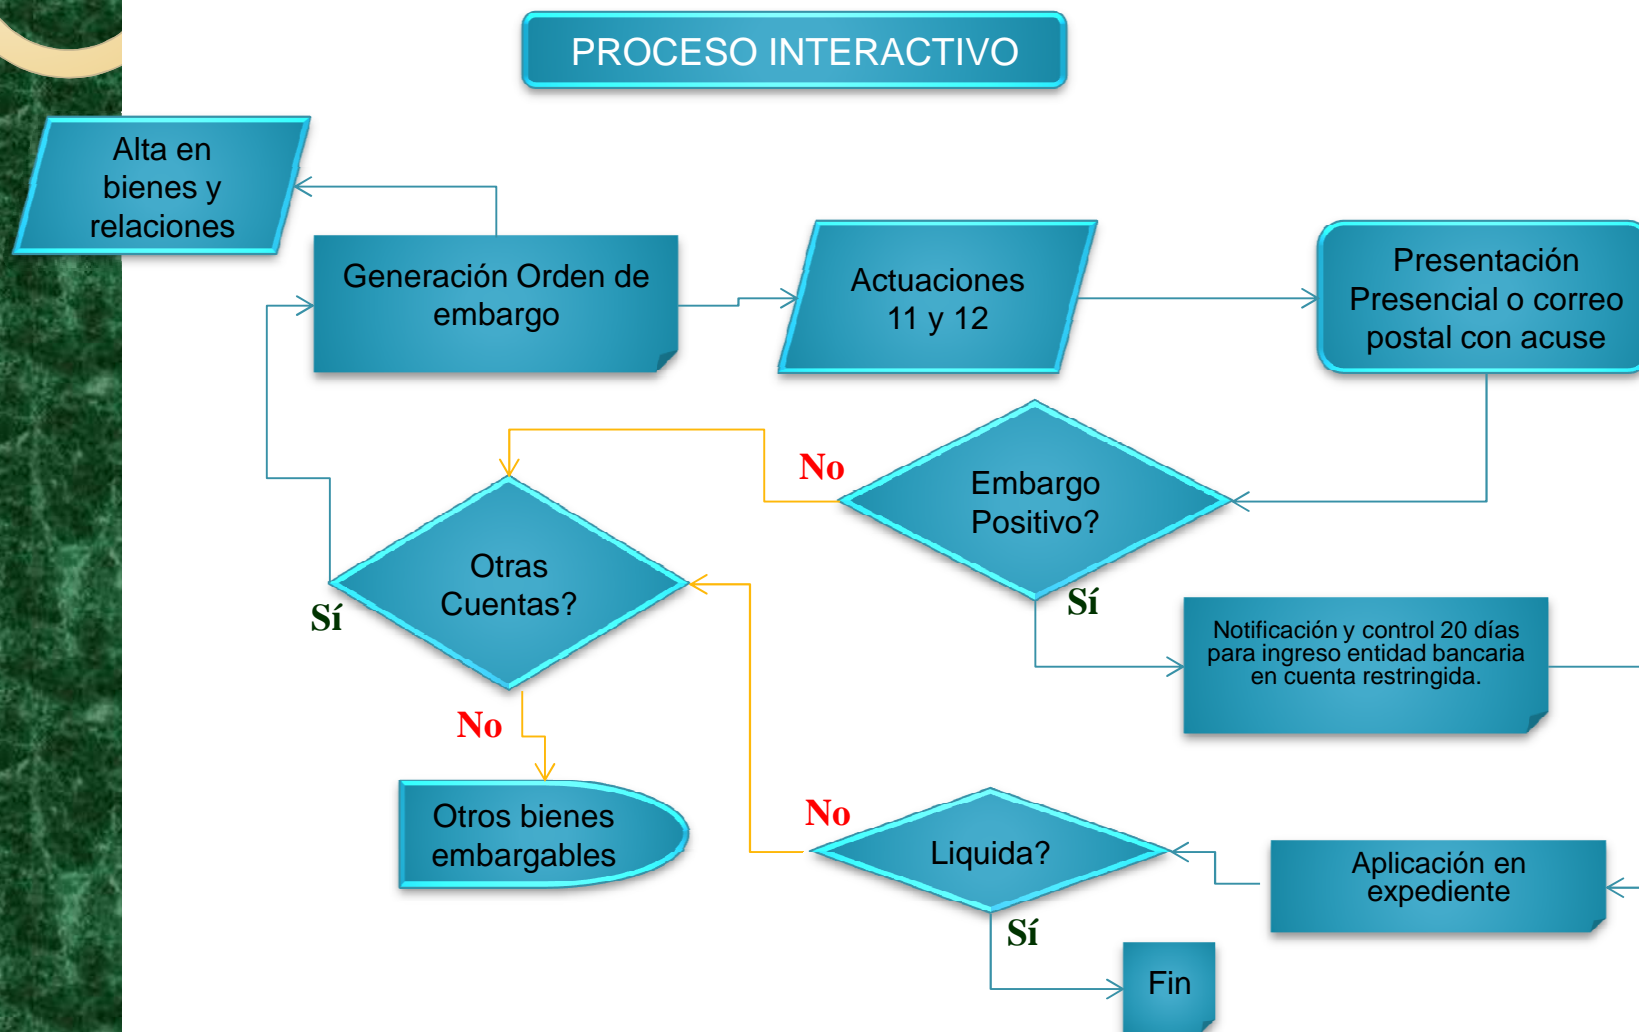 PROCESO INTERACTIVO
Alta en
bienes y
relaciones
Generación Orden de
embargo
Actuaciones
11 y 12
Presentación
Presencial o correo
postal con acuse
No
Embargo
Positivo?
Otras
Cuentas?
Sí
Sí
Notificación y control 20 días
para ingreso entidad bancaria
en cuenta restringida.
No
Otros bienes
embargables
No
Liquida?
Aplicación en
expediente
Sí
Fin